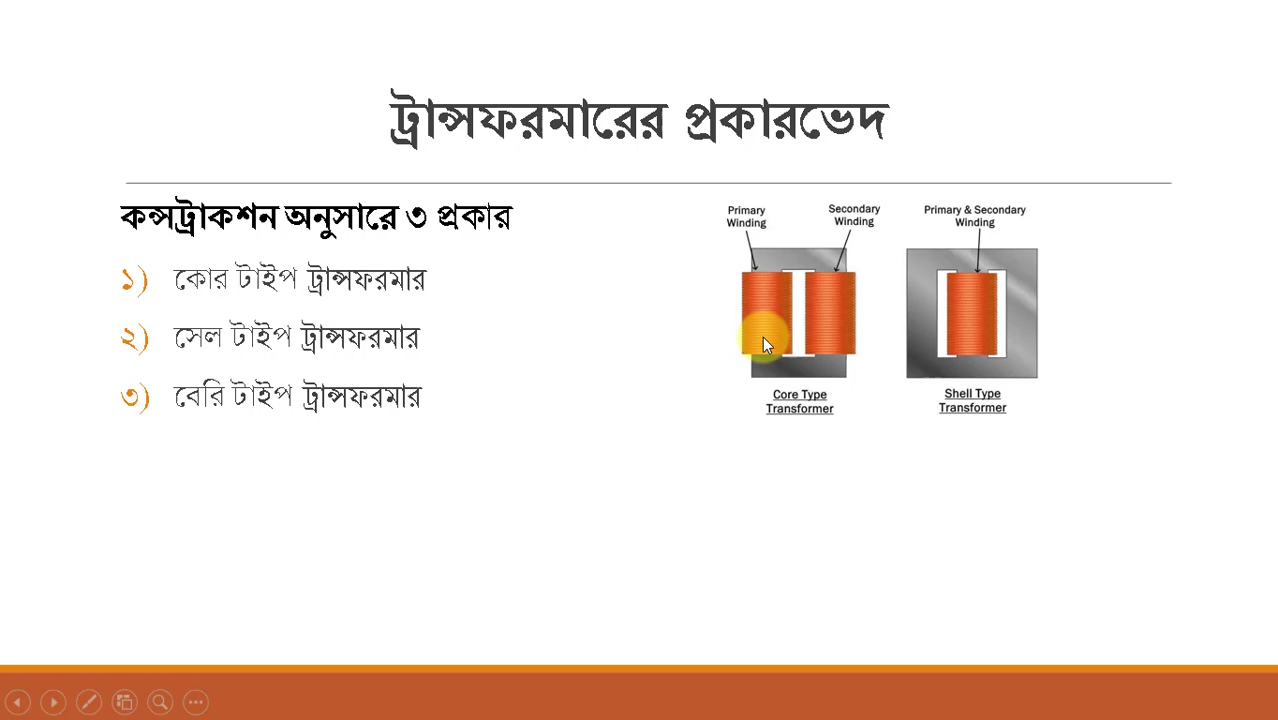 ট্রান্সফরমারের প্রকারভেদ
কন্সট্রাকশন অনুসারে ৩ প্রকার
১) কোর টাইপ ট্রান্সফরমার
২) সেল টাইপ ট্রান্সফরমার
৩) বেরি টাইপ ট্রান্সফরমার
Primary
Winding
Secondary
Winding
Primary & Secondary
Winding
Core Type
Transformer
Shell Type
Transformer